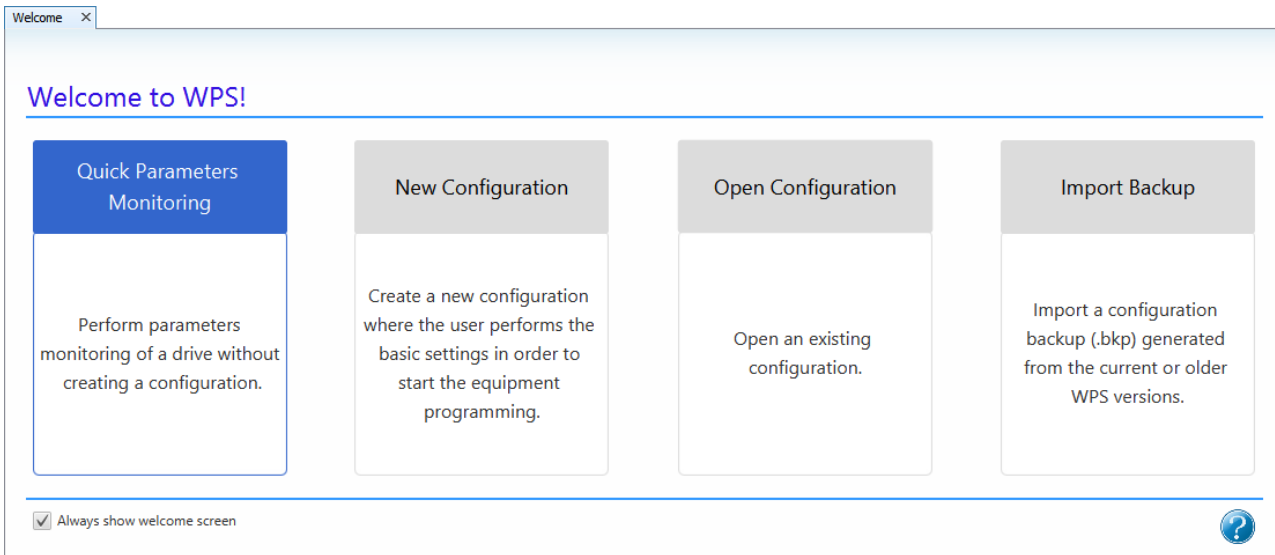 Welcome
Welcome to WPS!
Quick Parameters
Monitoring
Perform parameters
monitoring of a drive without
creating a configuration.
New Configuration
Create a new configuration
where the user performs the
basic settings in order to
start the equipment
programming.
Open Configuration
Open an existing
configuration.
Import Backup
Import a configuration
backup (.bkp) generated
from the current or older
WPS versions.
Always show welcome screen
?